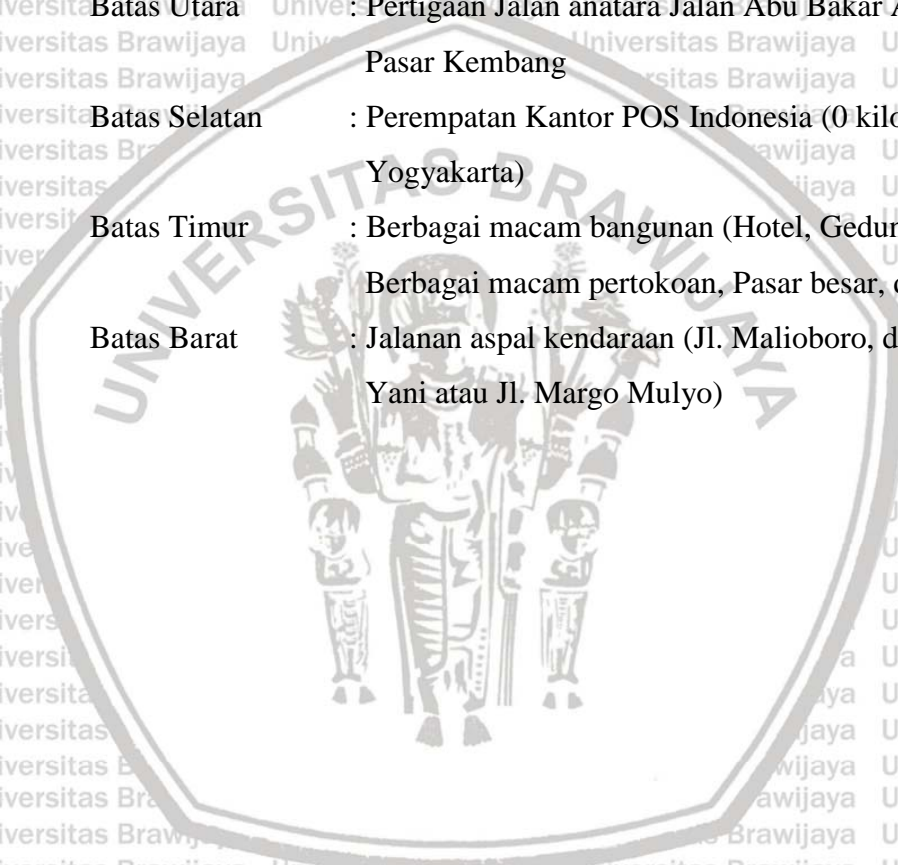 Batas Utara : Pertigaan Jalan anatara Jalan Abu Bakar
Pasar Kembang
Batas Selatan : Perempatan Kantor POS Indonesia (0
Yogyakarta)
Batas Timur : Berbagai macam bangunan (Hotel,
Berbagai macam pertokoan, Pasar besar,
Batas Barat : Jalanan aspal kendaraan (Jl. Malioboro,
Yani atau Jl. Margo Mulyo)
UNIVERSITAS BRAWIJAYA